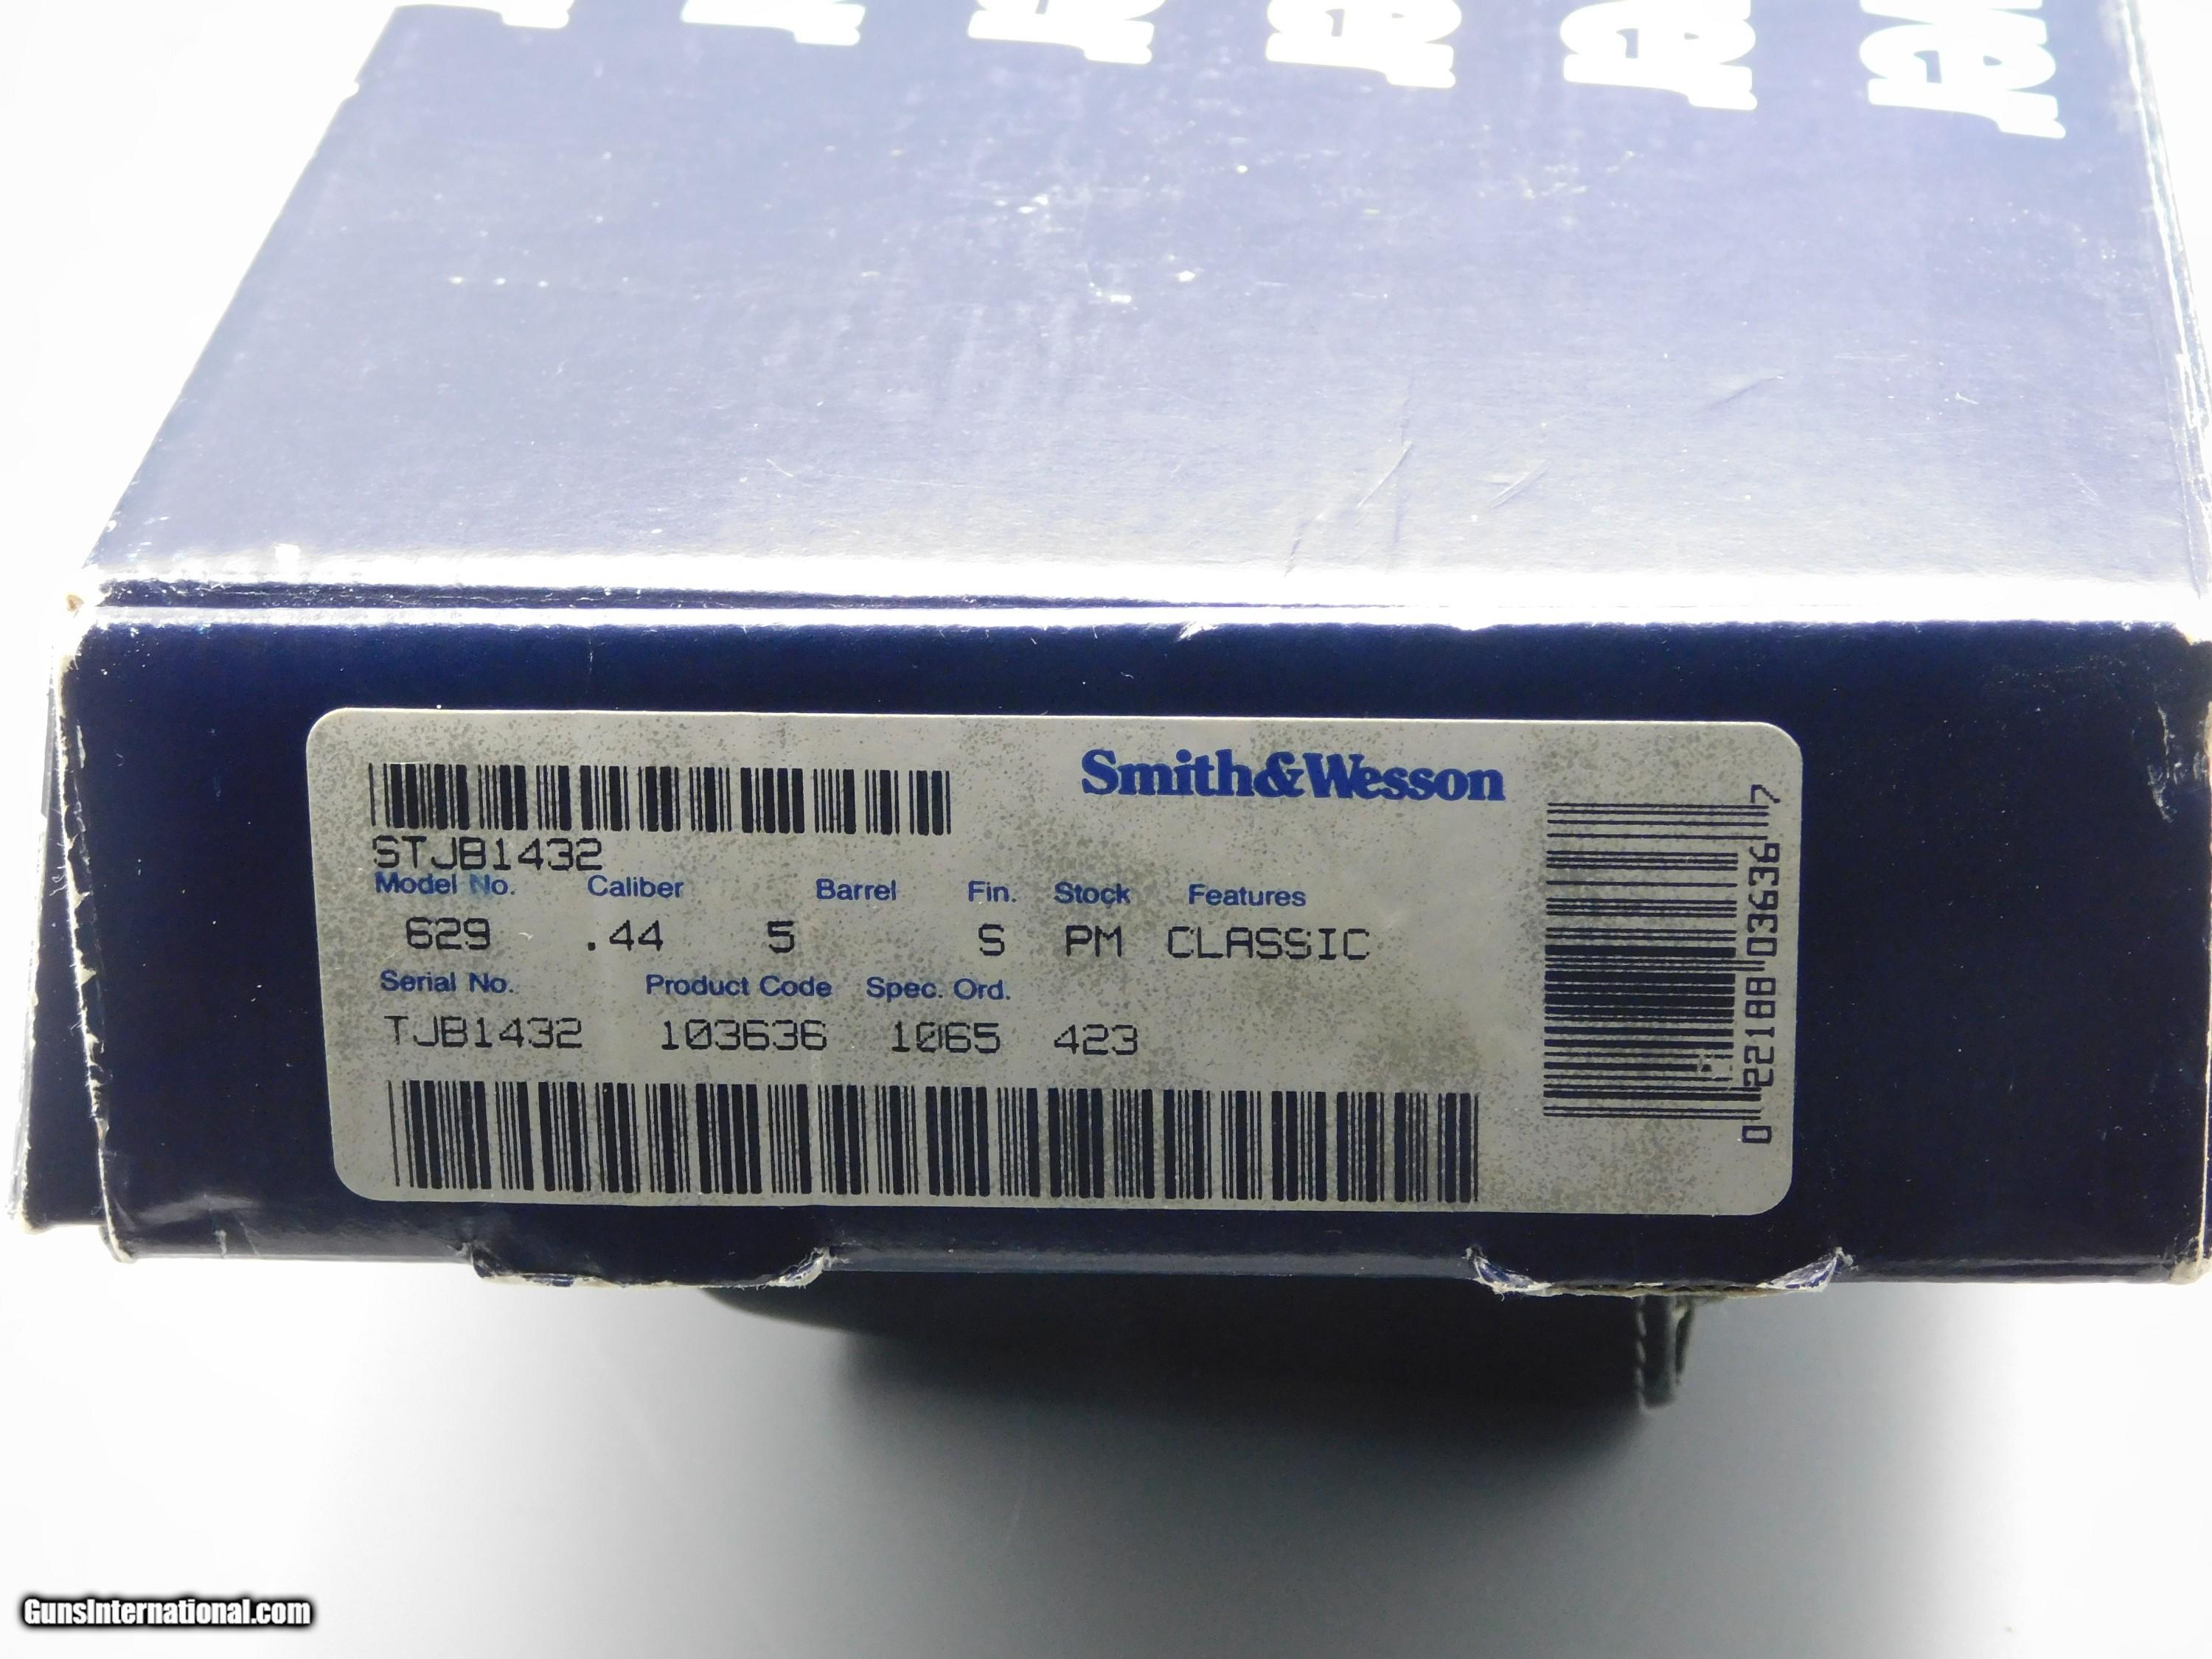 Smith&Wesson
STJB1432
Model No. Caliber Barrel Fin. Stock Features
629 .44 5 S PM CLASSIC
Serial No. Product Code Spec. Ord.
TJB1432 103636 1065 423
0 22188 03636 7
GunsInternational.com